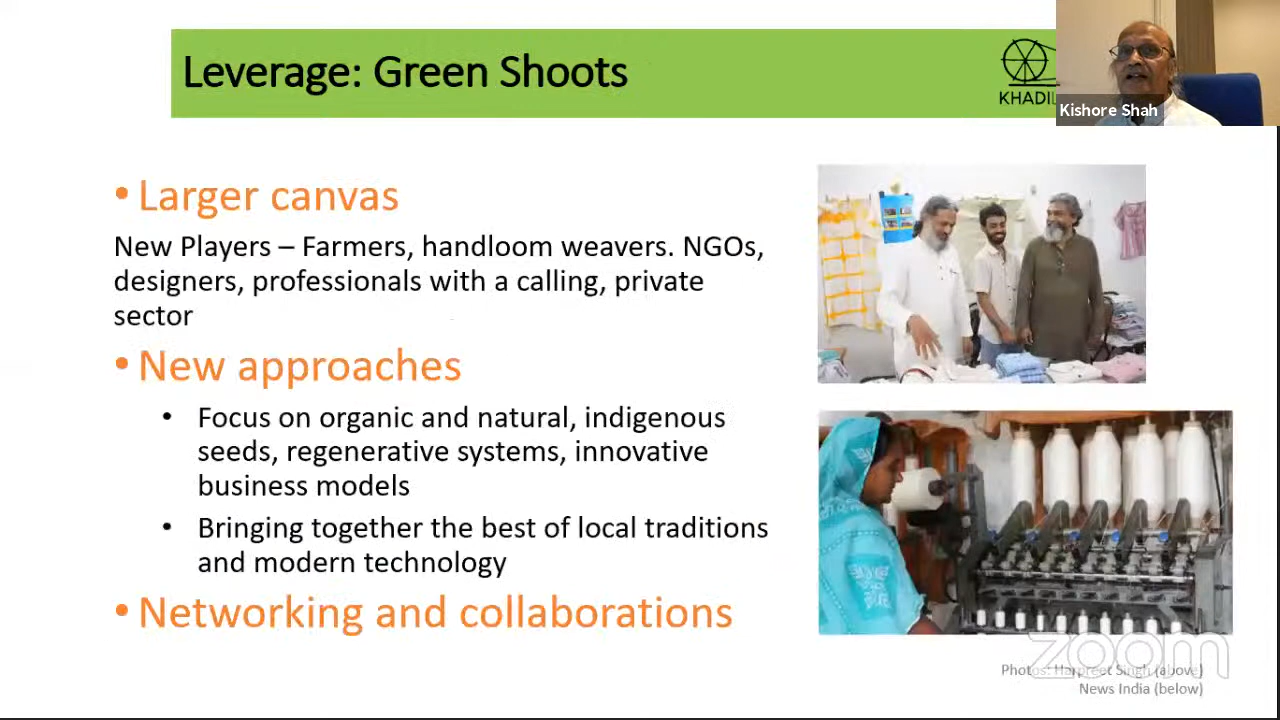 Leverage: Green Shoots
Kishore Shah
• Larger canvas
New Players – Farmers, handloom weavers. NGOs,
designers, professionals with a calling, private
sector
• New approaches
• Focus on organic and natural, indigenous
seeds, regenerative systems, innovative
business models
• Bringing together the best of local traditions
and modern technology
• Networking and collaborations
zoom
Photos: Harpreet Singh (above)
News India (below)